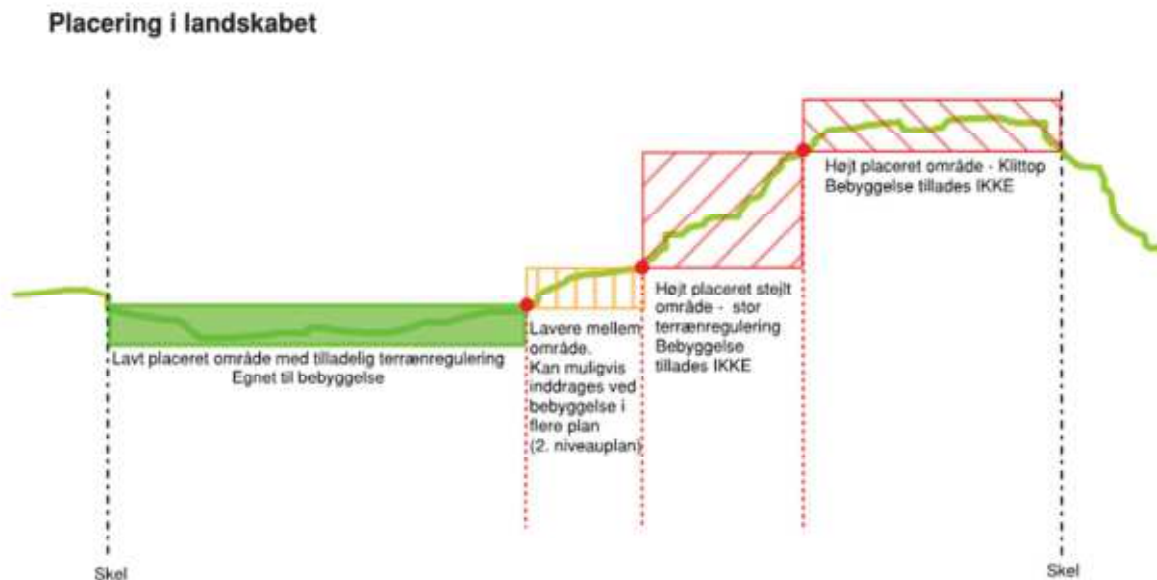 Placering i landskabet
Højt placeret område - Klittop
Bebyggelse tillades IKKE
Højt placeret stejlt
område - stor
terrænregulering
Bebyggelse
tillades IKKE
Lavere mellem
område.
Kan muligvis
inddrages ved
bebyggelse i
flere plan
(2. niveauplan)
Lavt placeret område med tilladelig terrænregulering
Egnet til bebyggelse
Skel
Skel